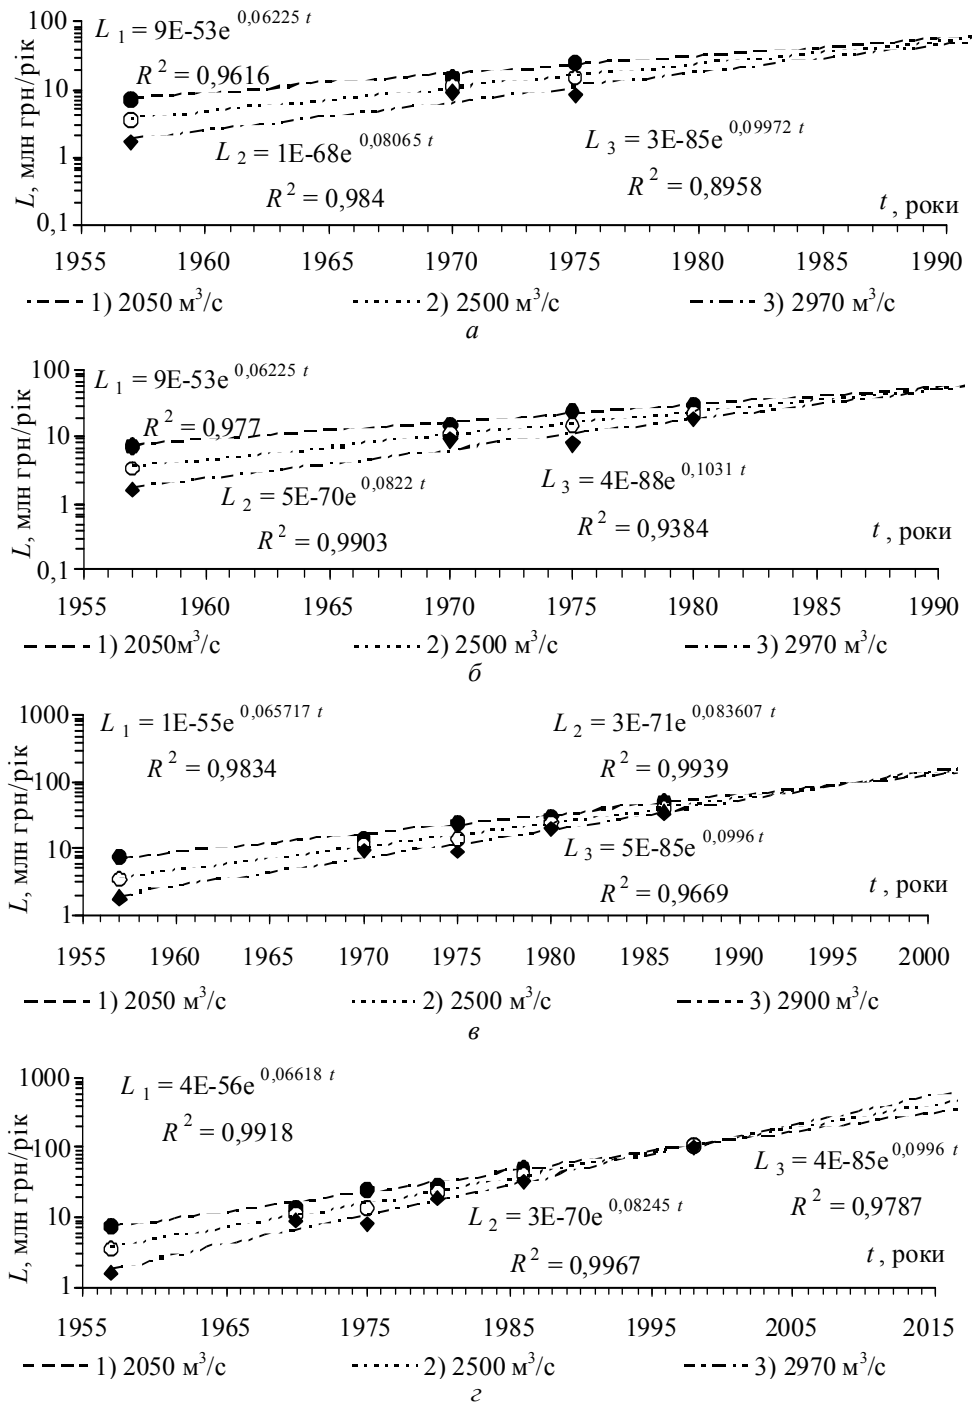 L, млн грн/рік
100
10
1
0,1
L 1 = 9E-53e 0,06225 t
R 2 = 0,9616
L 2 = 1E-68e 0,08065 t
R 2 = 0,984
L 3 = 3E-85e 0,09972 t
R 2 = 0,8958
t , роки
1955 1960 1965 1970 1975 1980 1985 1990
1) 2050 м3/с 2) 2500 м3/с 3) 2970 м3/с
а
L, млн грн/рік
100
10
1
0,1
L 1 = 9E-53e 0,06225 t
R 2 = 0,977
L 2 = 5E-70e 0,0822 t
R 2 = 0,9903
L 3 = 4E-88e 0,1031 t
R 2 = 0,9384
t , роки
1955 1960 1965 1970 1975 1980 1985 1990
1) 2050м3/с 2) 2500 м3/с 3) 2970 м3/с
б
L, млн грн/рік
1000
100
10
1
L 1 = 1E-55e 0,065717 t
R 2 = 0,9834
L 2 = 3E-71e 0,083607 t
R 2 = 0,9939
L 3 = 5E-85e 0,0996 t
R 2 = 0,9669
t , роки
1955 1960 1965 1970 1975 1980 1985 1990 1995 2000
1) 2050 м3/с 2) 2500 м3/с 3) 2900 м3/с
в
L, млн грн/рік
1000
100
10
1
L 1 = 4E-56e 0,06618 t
R 2 = 0,9918
L 2 = 3E-70e 0,08245 t
R 2 = 0,9967
L 3 = 4E-85e 0,0996 t
R 2 = 0,9787
t , роки
1955 1965 1975 1985 1995 2005 2015
1) 2050 м3/с 2) 2500 м3/с 3) 2970 м3/с
г